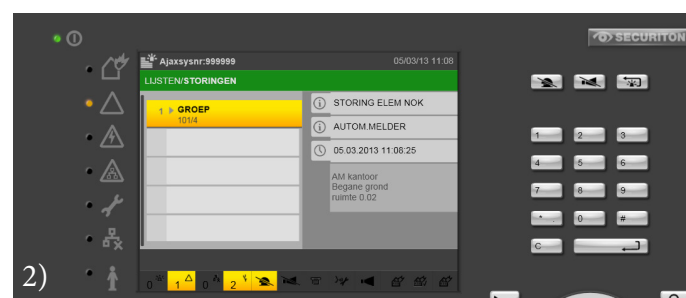 SECURITON
Ajaxsysnr:999999 05/03/13 11:08
LIJSTEN/STORINGEN
1 GROEP
101/4
STORING ELEM NOK
AUTOM.MELDER
05.03.2013 11:08:25
AM kantoor
Begane grond
ruimte 0.02
0 1 0 2
1 2 3
4 5 6
7 8 9
* . 0 #
C
2)